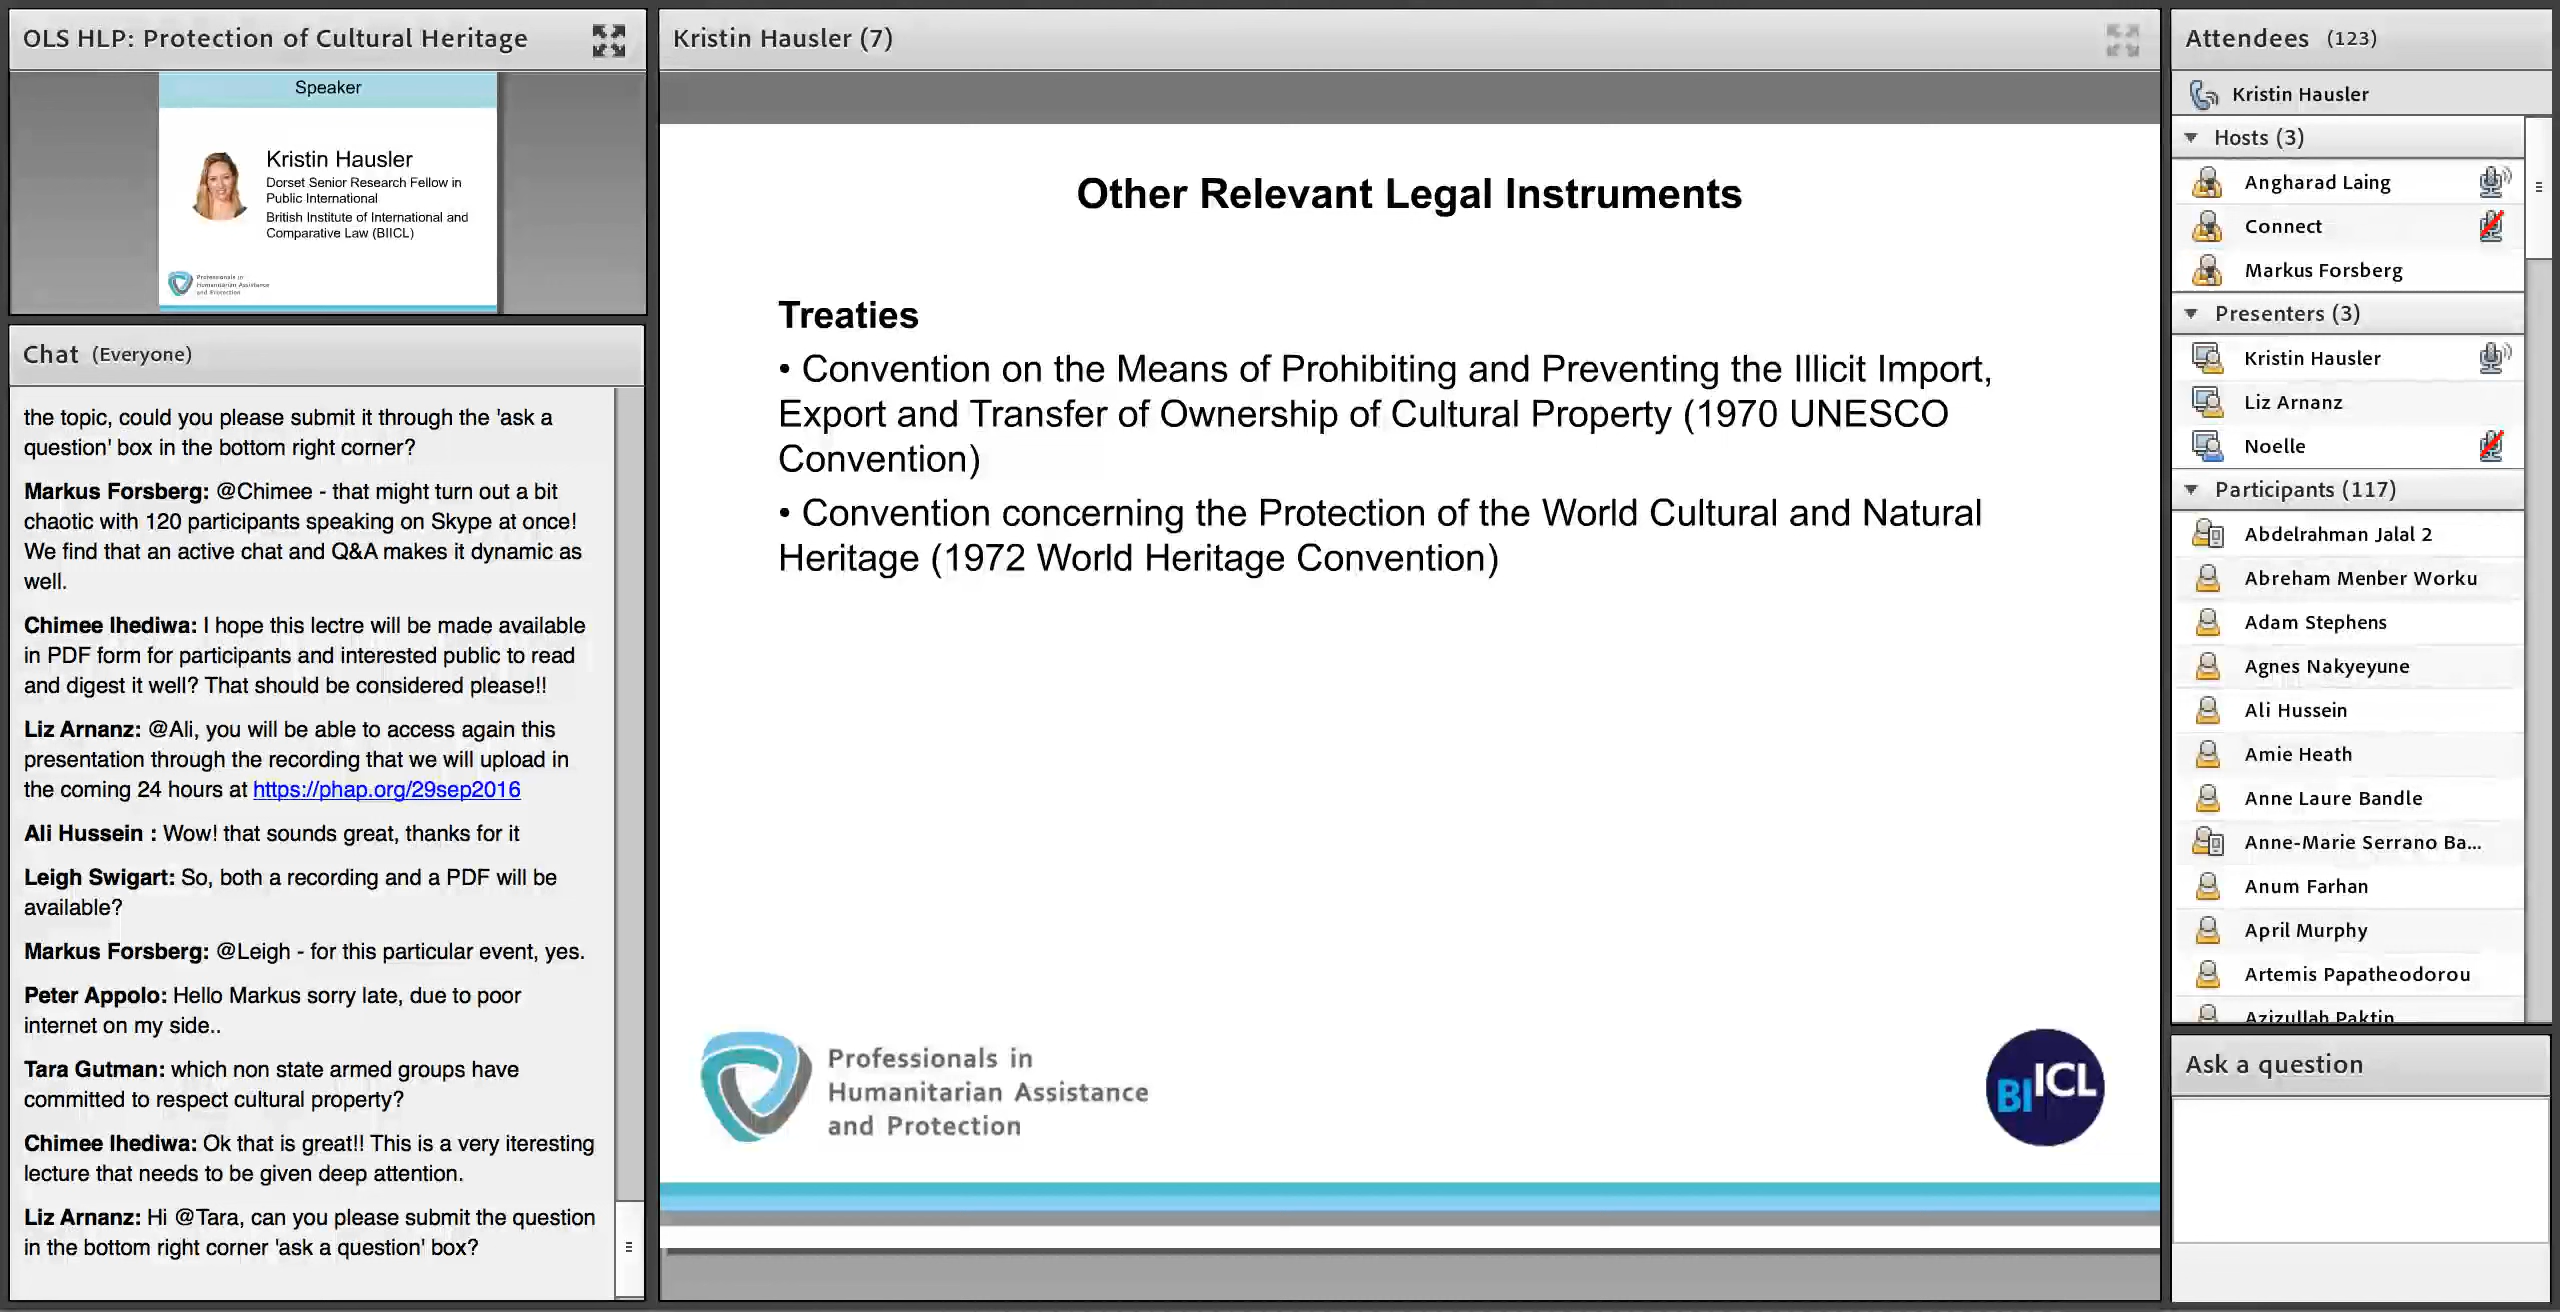 OLS HLP: Protection of Cultural Heritage
Speaker
Kristin Hausler
Dorset Senior Research Fellow in
Public International
British Institute of International and
Comparative Law (BIICL)
Professionals in
Humanitarian Assistance
and Protection
Chat (Everyone)
the topic, could you please submit it through the 'ask a
question' box in the bottom right corner?
Markus Forsberg: @Chimee - that might turn out a bit
chaotic with 120 participants speaking on Skype at once!
We find that an active chat and Q&A makes it dynamic as
well.
Chimee Ihediwa: I hope this lectre will be made available
in PDF form for participants and interested public to read
and digest it well? That should be considered please!!
Liz Arnanz: @Ali, you will be able to access again this
presentation through the recording that we will upload in
the coming 24 hours at https://phap.org/29sep2016
Ali Hussein : Wow! that sounds great, thanks for it
Leigh Swigart: So, both a recording and a PDF will be
available?
Markus Forsberg: @Leigh - for this particular event, yes.
Peter Appolo: Hello Markus sorry late, due to poor
internet on my side..
Tara Gutman: which non state armed groups have
committed to respect cultural property?
Chimee Ihediwa: Ok that is great!! This is a very iteresting
lecture that needs to be given deep attention.
Liz Arnanz: Hi @Tara, can you please submit the question
in the bottom right corner 'ask a question' box?
Kristin Hausler (7)
Other Relevant Legal Instruments
Treaties
• Convention on the Means of Prohibiting and Preventing the Illicit Import,
Export and Transfer of Ownership of Cultural Property (1970 UNESCO
Convention)
• Convention concerning the Protection of the World Cultural and Natural
Heritage (1972 World Heritage Convention)
Professionals in
Humanitarian Assistance
and Protection
BIICL
Attendees (123)
Kristin Hausler
Hosts (3)
Angharad Laing
Connect
Markus Forsberg
Presenters (3)
Kristin Hausler
Liz Arnanz
Noelle
Participants (117)
Abdelrahman Jalal 2
Abreham Menber Worku
Adam Stephens
Agnes Nakyeyune
Ali Hussein
Amie Heath
Anne Laure Bandle
Anne-Marie Serrano Ba...
Anum Farhan
April Murphy
Artemis Papatheodorou
Azizullah Paktin
Ask a question